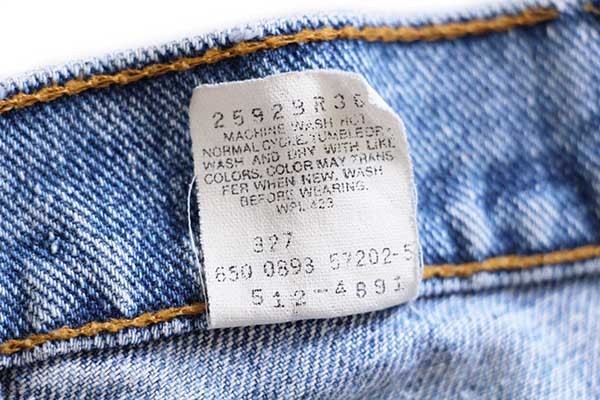 25929R36
MACHINE WASH HOT
NORMAL CYCLE. TUMBLE DRY.
WASH AND DRY WITH LIKE
COLORS. COLOR MAY TRANS
FER WHEN NEW. WASH
BEFORE WEARING.
WPL 423
327
650 0893 57202-5
512-4891